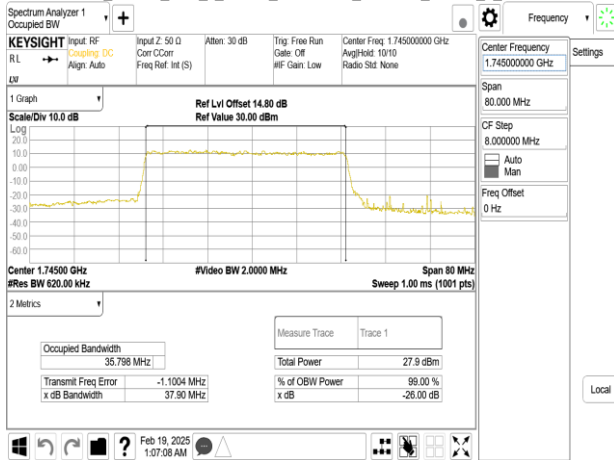 Spectrum Analyzer 1
Occupied BW
+
Frequency
KEYSIGHT
RL
LXI
Input: RF
Coupling: DC
Align: Auto
Input Z: 50 Ω
Corr CCorr
Freq Ref: Int (S)
Atten: 30 dB
Trig: Free Run
Gate: Off
#IF Gain: Low
Center Freq: 1.745000000 GHz
Avg|Hold: 10/10
Radio Std: None
Center Frequency
1.745000000 GHz
Settings
Span
80.000 MHz
CF Step
8.000000 MHz
Auto
Man
Freq Offset
0 Hz
Local
1 Graph
Scale/Div 10.0 dB
Ref Lvl Offset 14.80 dB
Ref Value 30.00 dBm
Log
20.0
10.0
0.00
-10.0
-20.0
-30.0
-40.0
-50.0
-60.0
Center 1.74500 GHz
#Res BW 620.00 kHz
#Video BW 2.0000 MHz
Span 80 MHz
Sweep 1.00 ms (1001 pts)
2 Metrics
Measure Trace
Trace 1
Occupied Bandwidth
35.798 MHz
Total Power
27.9 dBm
Transmit Freq Error
-1.1004 MHz
% of OBW Power
99.00 %
x dB Bandwidth
37.90 MHz
x dB
-26.00 dB
?
Feb 19, 2025
1:07:08 AM